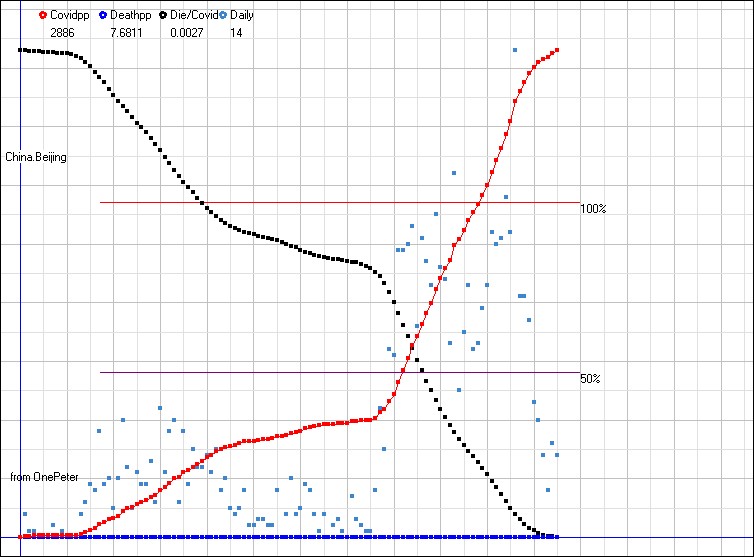 Covidpp Deathpp Die/Covid Daily
2886 7.6811 0.0027 14
China.Beijing
100%
50%
from OnePeter